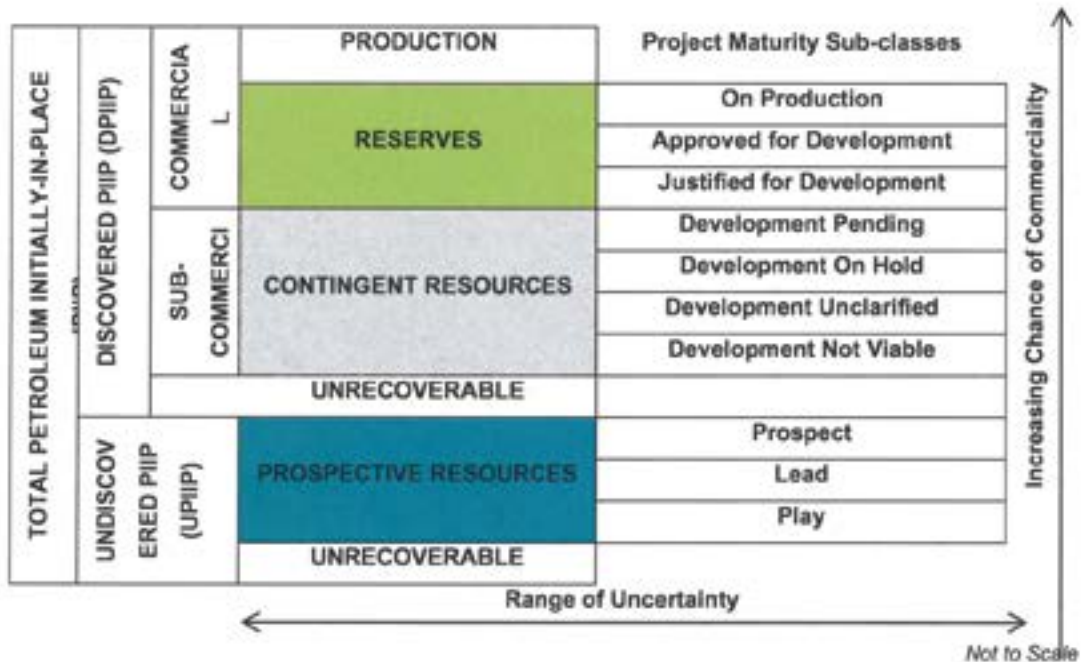 TOTAL PETROLEUM INITIALLY-IN-PLACE
DISCOVERED PIIP (DPIIP)
COMMERCIA
L
PRODUCTION
Project Maturity Sub-classes
RESERVES
On Production
Approved for Development
Justified for Development
SUB-
COMMERCI
CONTINGENT RESOURCES
Development Pending
Development On Hold
Development Unclarified
Development Not Viable
UNRECOVERABLE
UNDISCOV
ERED PIIP
(UPIIP)
PROSPECTIVE RESOURCES
Prospect
Lead
Play
UNRECOVERABLE
Increasing Chance of Commerciality
Range of Uncertainty
Not to Scale